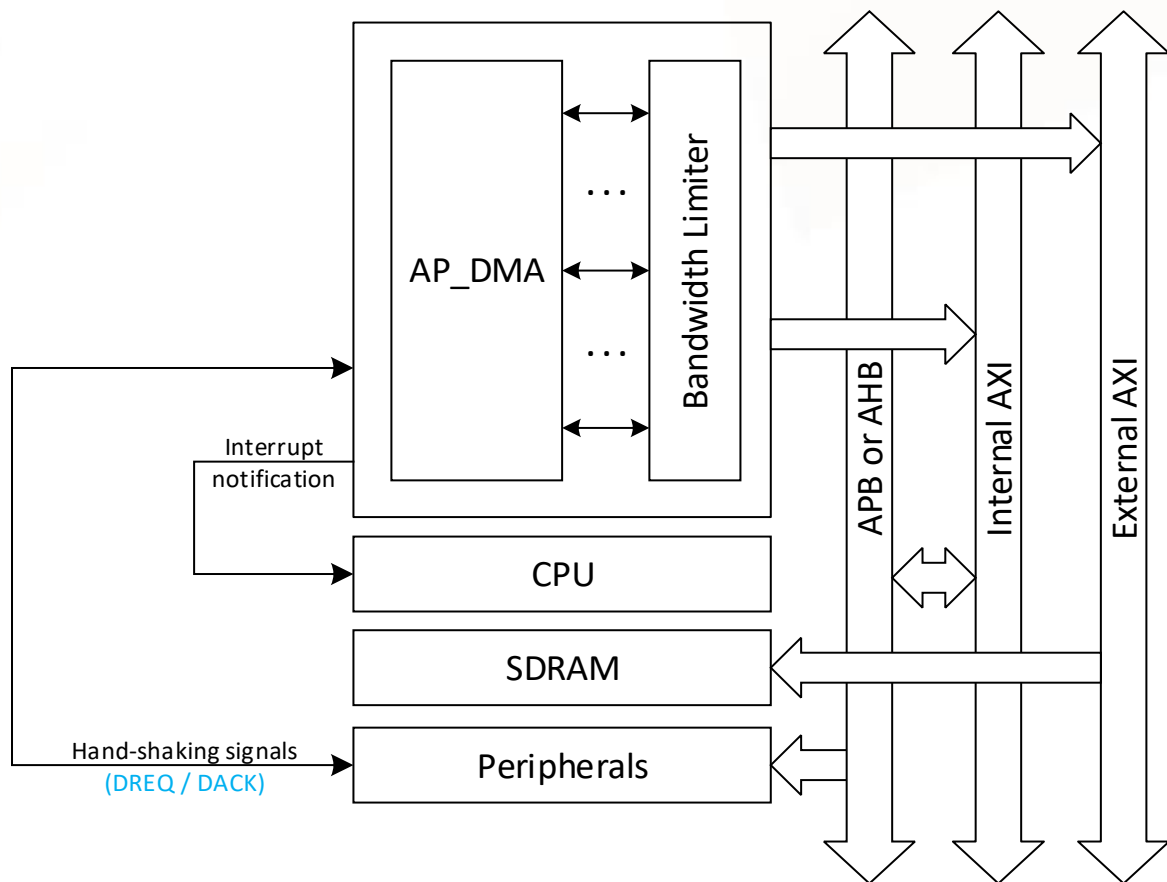 AP_DMA
...
...
Bandwidth Limiter
APB or AHB
Internal AXI
External AXI
Interrupt
notification
CPU
SDRAM
Hand-shaking signals
(DREQ / DACK)
Peripherals